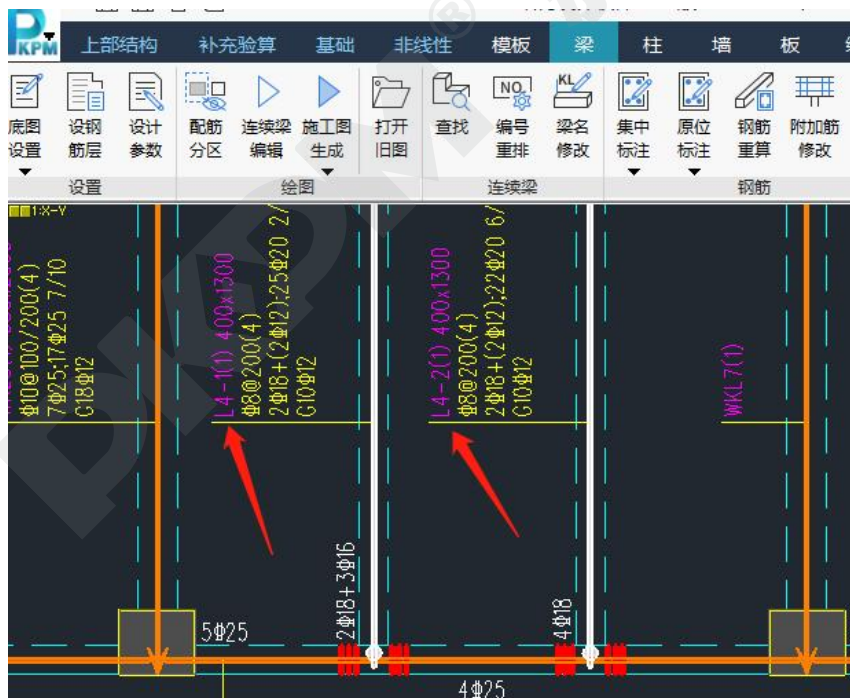 PKPM
上部结构 补充验算 基础 非线性 模板 梁 柱 墙 板
底图设置 设钢筋层 设计参数 配筋分区 连续梁编辑 施工图生成 打开旧图 查找 编号重排 梁名修改 集中标注 原位标注 钢筋重算 附加筋修改
设置 绘图 连续梁 钢筋
1:X-Y
Φ10@100/200(4)
7Φ25;17Φ25 7/10
G18Φ12
L4-1(1) 400x1300
Φ8@200(4)
2Φ18+(2Φ12);25Φ20 2/
G10Φ12
L4-2(1) 400x1300
Φ8@200(4)
2Φ18+(2Φ12);22Φ20 6/
G10Φ12
WKL7(1)
2Φ18+3Φ16
4Φ18
5Φ25
4Φ25
PKPM®